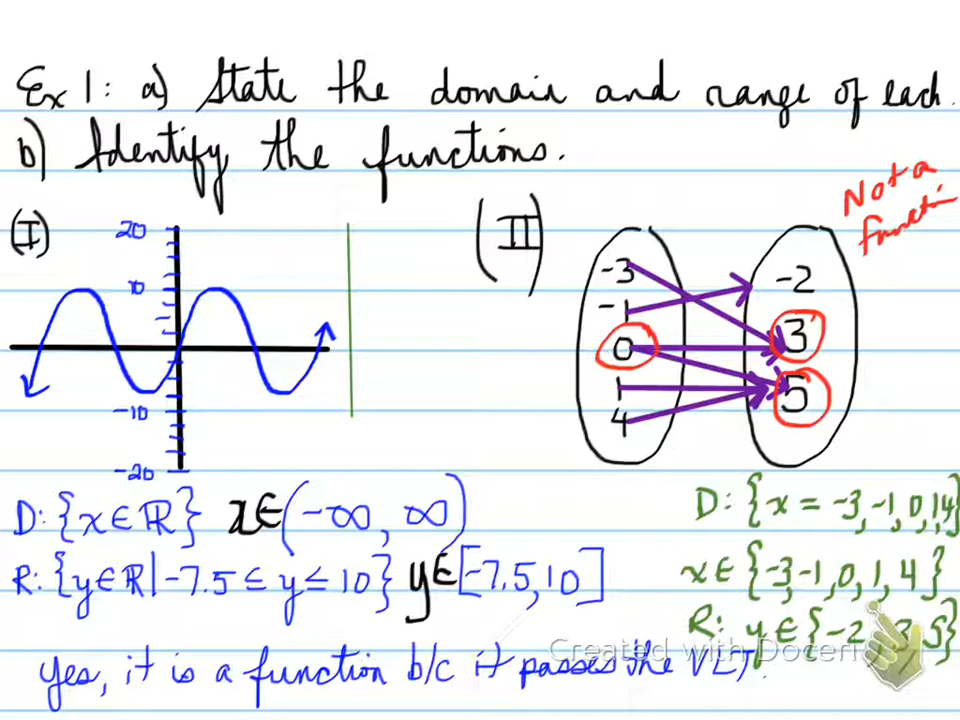 Ex 1: a) State the domain and range of each.
b) Identify the functions.
(I)
20
10
-10
-20
(II)
Not a
functi
-3
-1
0
1
4
-2
3
5
D: {x ∈ ℝ} x ∈ (-∞, ∞)
R: {y ∈ ℝ | -7.5 ≤ y ≤ 10} y ∈ [-7.5, 10]
yes, it is a function b/c it passes the VLT.
D: {x = -3, -1, 0, 1, 4}
x ∈ {-3, -1, 0, 1, 4}
R: y ∈ {-2, 3, 5}
Created with Doceri